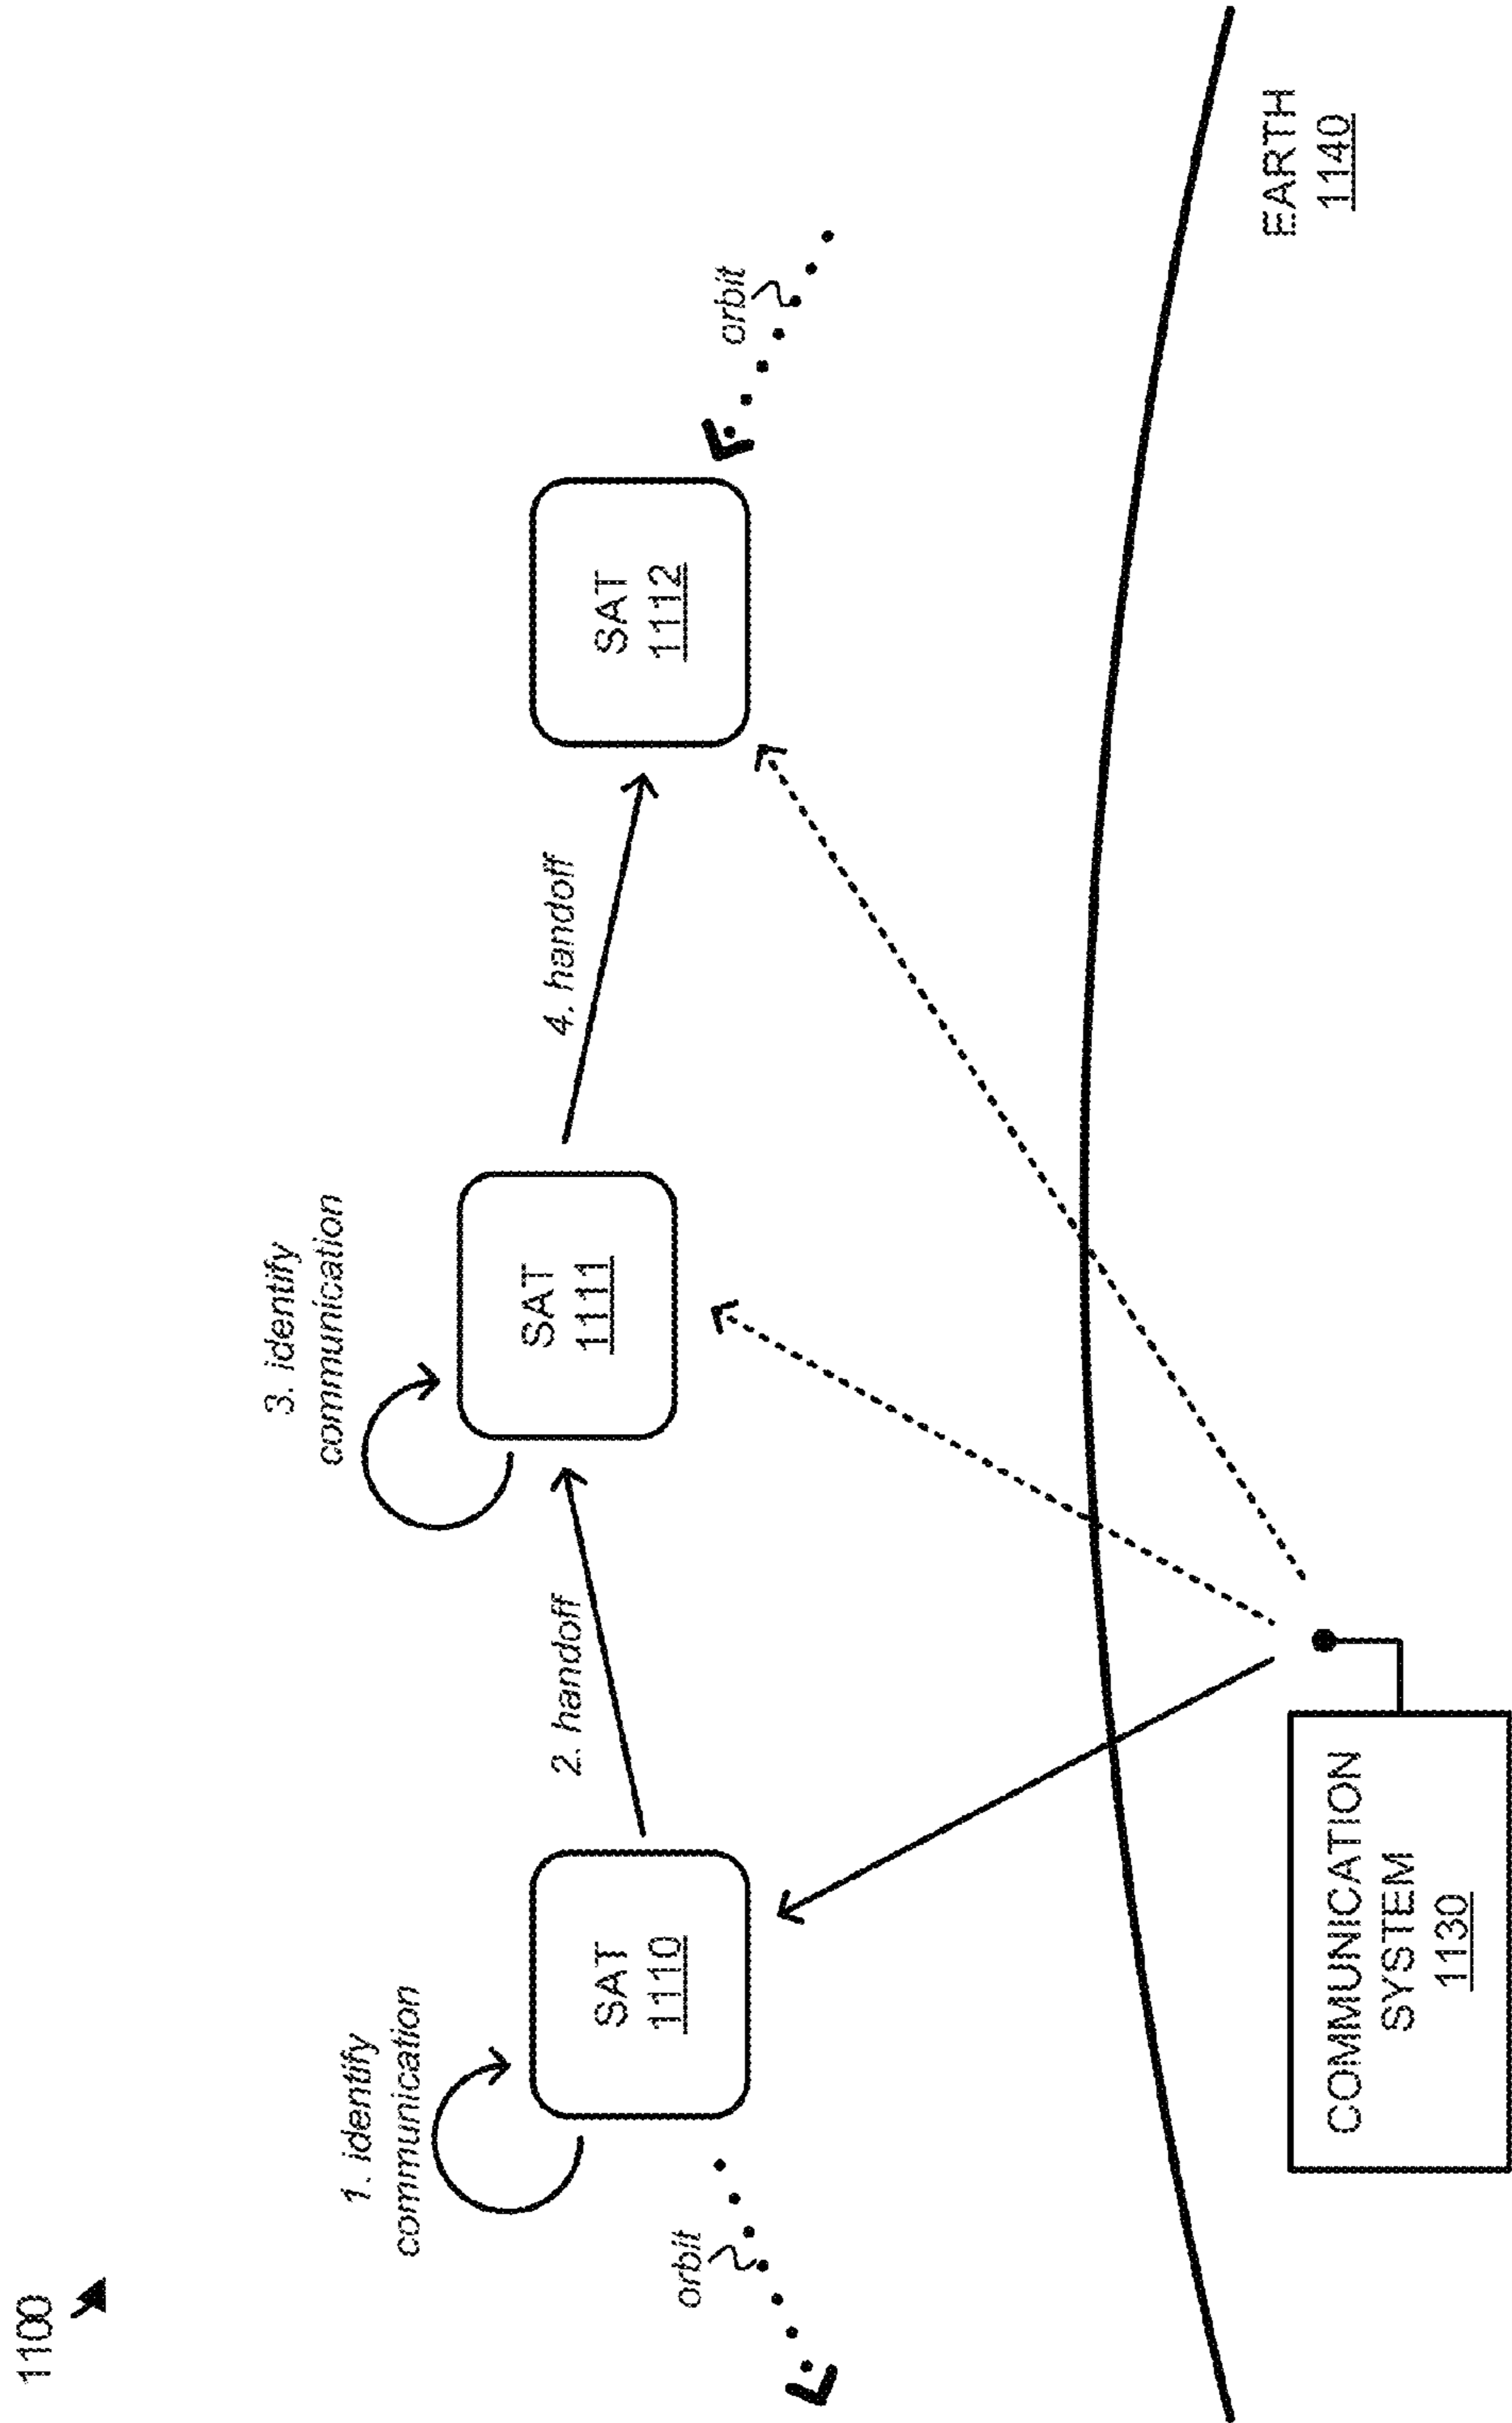 1100
1. identify
communication
orbit
SAT
1110
2. handoff
3. identify
communication
SAT
1111
4. handoff
SAT
1112
orbit
COMMUNICATION
SYSTEM
1130
EARTH
1140